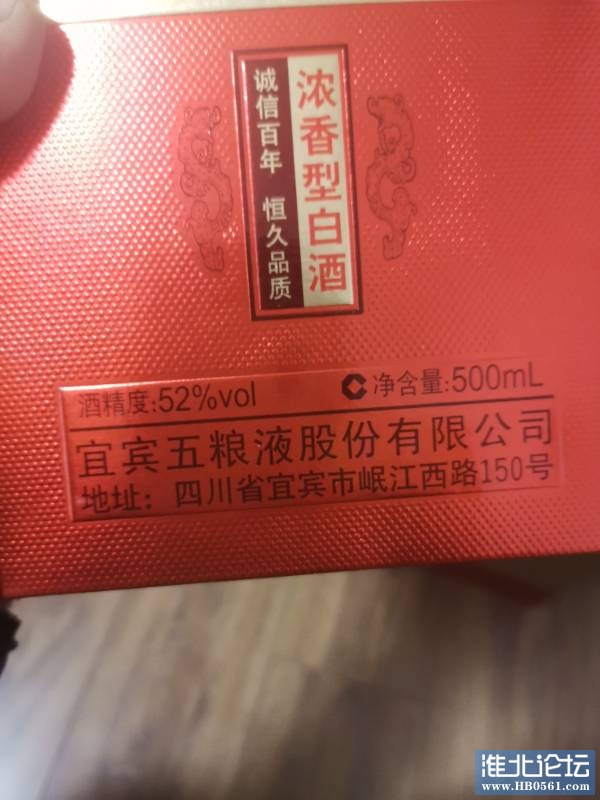 浓香型白酒
诚信百年 恒久品质
酒精度:52%vol
净含量:500mL
宜宾五粮液股份有限公司
地址: 四川省宜宾市岷江西路150号
淮北论坛
www.HB0561.com